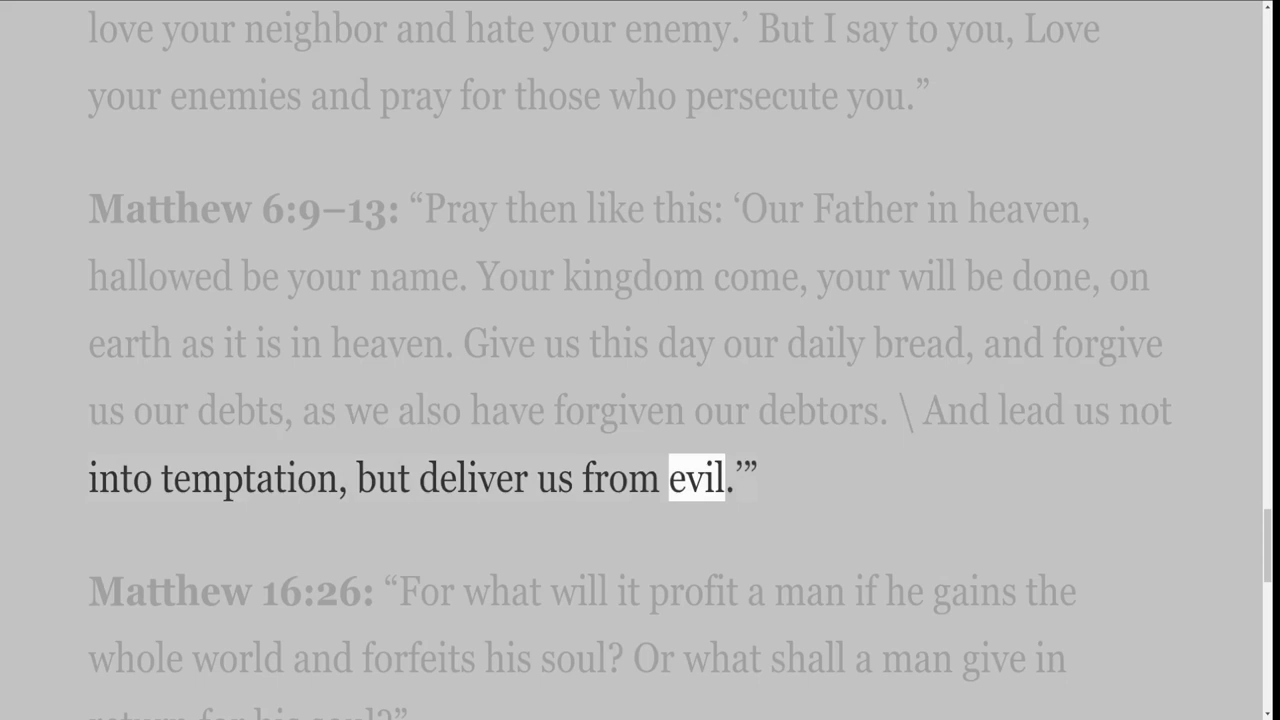 love your neighbor and hate your enemy.’ But I say to you, Love
your enemies and pray for those who persecute you.”
Matthew 6:9–13: “Pray then like this: ‘Our Father in heaven,
hallowed be your name. Your kingdom come, your will be done, on
earth as it is in heaven. Give us this day our daily bread, and forgive
us our debts, as we also have forgiven our debtors. \ And lead us not
into temptation, but deliver us from evil.’”
Matthew 16:26: “For what will it profit a man if he gains the
whole world and forfeits his soul? Or what shall a man give in
return for his soul?”